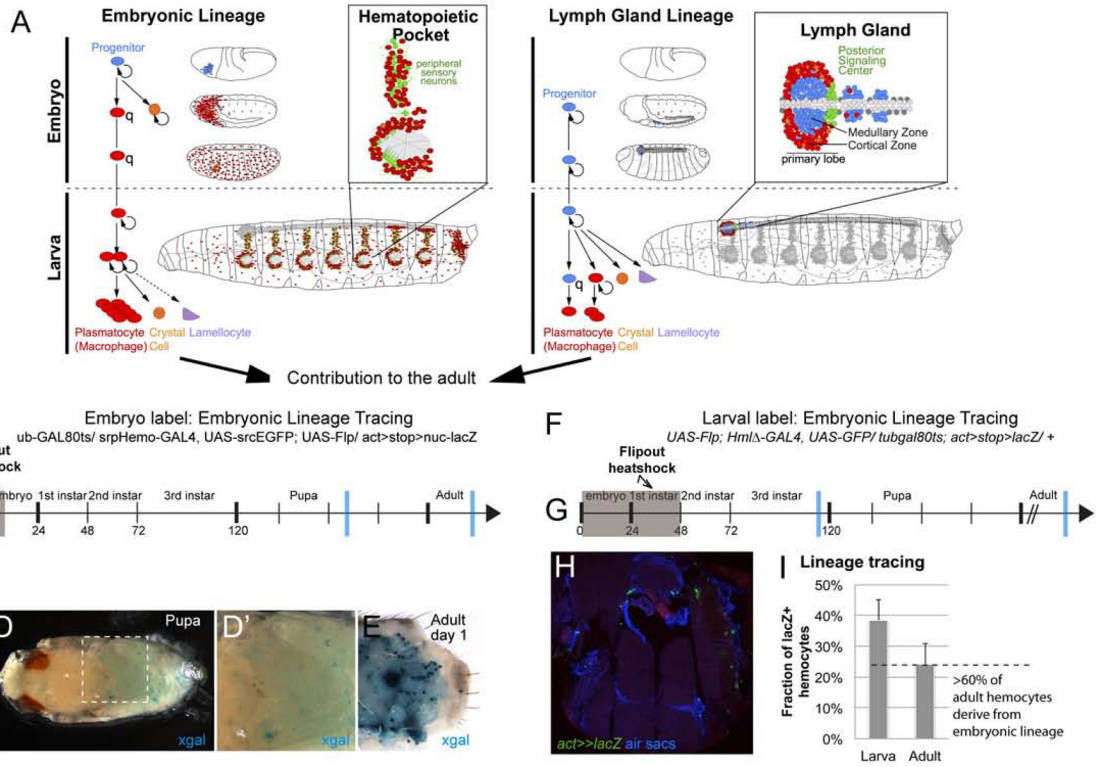 A
Embryonic Lineage
Hematopoietic
Pocket
Lymph Gland Lineage
Lymph Gland
Embryo
Progenitor
q
q
peripheral
sensory
neurons
Progenitor
Posterior
Signaling
Center
Medullary Zone
Cortical Zone
primary lobe
Larva
q
Plasmatocyte Crystal Lamellocyte
(Macrophage) Cell
Plasmatocyte Crystal Lamellocyte
(Macrophage) Cell
Contribution to the adult
Embryo label: Embryonic Lineage Tracing
ub-GAL80ts/ srpHemo-GAL4, UAS-srcEGFP; UAS-Flp/ act>stop>nuc-lacZ
ut
ock
mbryo 1st instar 2nd instar 3rd instar Pupa Adult
24 48 72 120
F
Larval label: Embryonic Lineage Tracing
UAS-Flp; HmlΔ-GAL4, UAS-GFP/ tubgal80ts; act>stop>lacZ/ +
Flipout
heatshock
embryo 1st instar 2nd instar 3rd instar Pupa Adult
G
0 24 48 72 120
D
Pupa
xgal
D'
xgal
E
Adult
day 1
xgal
H
act>>lacZ air sacs
I
Lineage tracing
Fraction of lacZ+
hemocytes
50%
40%
30%
20%
10%
0%
Larva Adult
>60% of
adult hemocytes
derive from
embryonic lineage